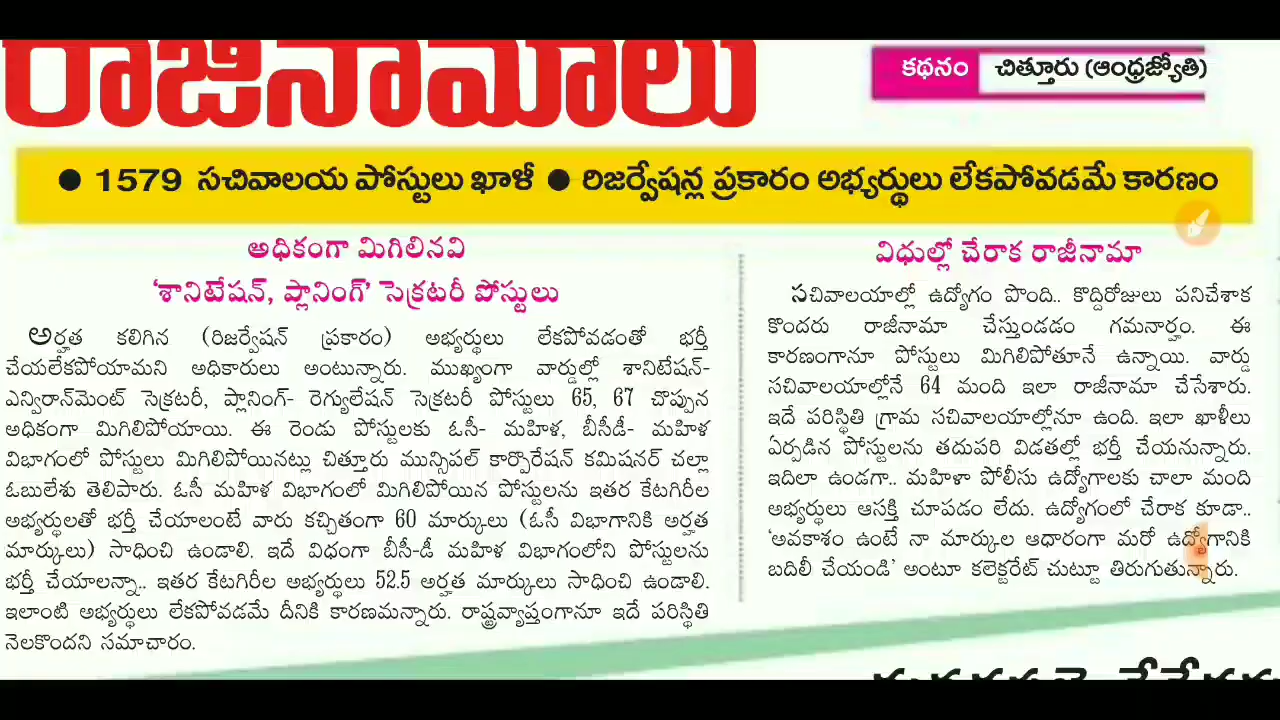 రాజీనామాలు
కథనం చిత్తూరు (ఆంధ్రజ్యోతి)
● 1579 సచివాలయ పోస్టులు ఖాళీ ● రిజర్వేషన్ల ప్రకారం అభ్యర్థులు లేకపోవడమే కారణం
అధికంగా మిగిలినవి
‘శానిటేషన్, ప్లానింగ్’ సెక్రటరీ పోస్టులు
అర్హత కలిగిన (రిజర్వేషన్ ప్రకారం) అభ్యర్థులు లేకపోవడంతో భర్తీ
చేయలేకపోయామని అధికారులు అంటున్నారు. ముఖ్యంగా వార్డుల్లో శానిటేషన్-
ఎన్విరాన్‌మెంట్ సెక్రటరీ, ప్లానింగ్- రెగ్యులేషన్ సెక్రటరీ పోస్టులు 65, 67 చొప్పున
అధికంగా మిగిలిపోయాయి. ఈ రెండు పోస్టులకు ఓసీ- మహిళ, బీసీడీ- మహిళ
విభాగంలో పోస్టులు మిగిలిపోయినట్లు చిత్తూరు మున్సిపల్ కార్పొరేషన్ కమిషనర్ చల్లా
ఓబులేశు తెలిపారు. ఓసీ మహిళ విభాగంలో మిగిలిపోయిన పోస్టులను ఇతర కేటగిరీల
అభ్యర్థులతో భర్తీ చేయాలంటే వారు కచ్చితంగా 60 మార్కులు (ఓసీ విభాగానికి అర్హత
మార్కులు) సాధించి ఉండాలి. ఇదే విధంగా బీసీ-డీ మహిళ విభాగంలోని పోస్టులను
భర్తీ చేయాలన్నా.. ఇతర కేటగిరీల అభ్యర్థులు 52.5 అర్హత మార్కులు సాధించి ఉండాలి.
ఇలాంటి అభ్యర్థులు లేకపోవడమే దీనికి కారణమన్నారు. రాష్ట్రవ్యాప్తంగానూ ఇదే పరిస్థితి
నెలకొందని సమాచారం.
విధుల్లో చేరాక రాజీనామా
సచివాలయాల్లో ఉద్యోగం పొంది.. కొద్దిరోజులు పనిచేశాక
కొందరు రాజీనామా చేస్తుండడం గమనార్హం. ఈ
కారణంగానూ పోస్టులు మిగిలిపోతూనే ఉన్నాయి. వార్డు
సచివాలయాల్లోనే 64 మంది ఇలా రాజీనామా చేసేశారు.
ఇదే పరిస్థితి గ్రామ సచివాలయాల్లోనూ ఉంది. ఇలా ఖాళీలు
ఏర్పడిన పోస్టులను తదుపరి విడతల్లో భర్తీ చేయనున్నారు.
ఇదిలా ఉండగా.. మహిళా పోలీసు ఉద్యోగాలకు చాలా మంది
అభ్యర్థులు ఆసక్తి చూపడం లేదు. ఉద్యోగంలో చేరాక కూడా..
‘అవకాశం ఉంటే నా మార్కుల ఆధారంగా మరో ఉద్యోగానికి
బదిలీ చేయండి’ అంటూ కలెక్టరేట్ చుట్టూ తిరుగుతున్నారు.